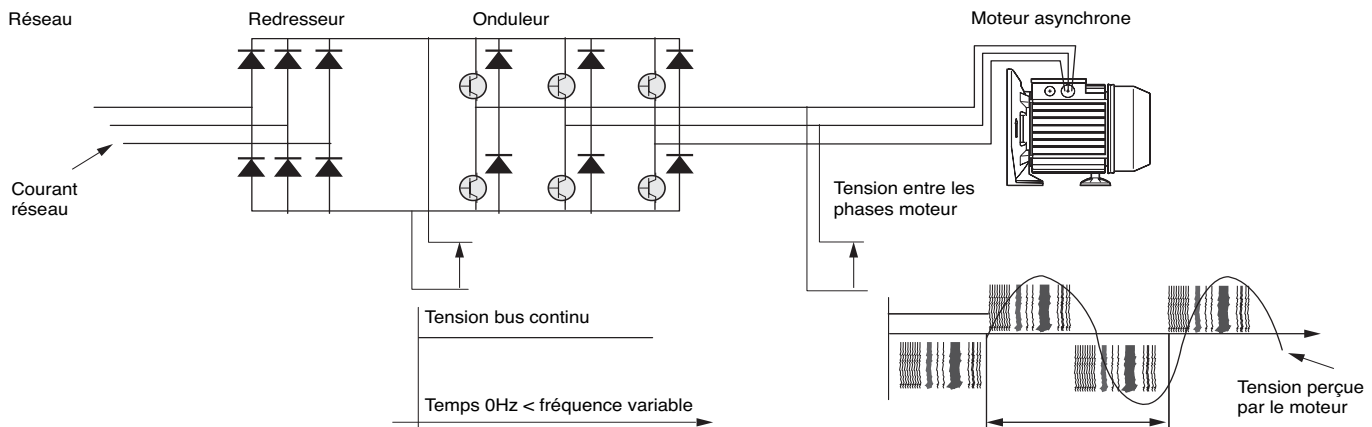 Réseau
Redresseur
Onduleur
Moteur asynchrone
Courant
réseau
Tension entre les
phases moteur
Tension bus continu
Temps 0Hz < fréquence variable
Tension perçue
par le moteur